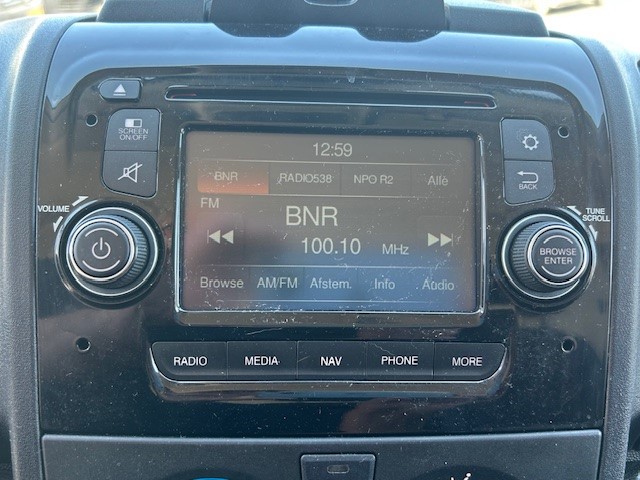 12:59
SCREEN
ON/OFF
BNR RADIO538 NPO R2 Alle
BACK
FM
VOLUME
BNR
TUNE
SCROLL
100.10 MHz
BROWSE
ENTER
Browse AM/FM Afstem. Info Audio
RADIO MEDIA NAV PHONE MORE